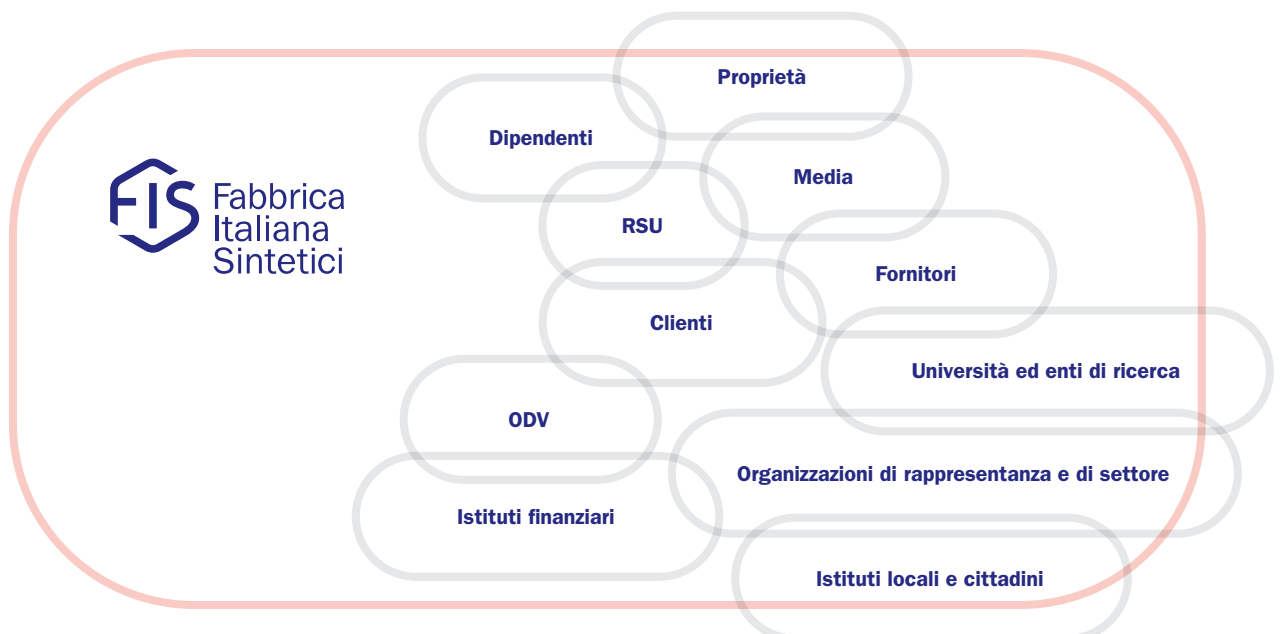 Proprietà
Dipendenti
Media
FIS
Fabbrica
Italiana
Sintetici
RSU
Fornitori
Clienti
Università ed enti di ricerca
ODV
Organizzazioni di rappresentanza e di settore
Istituti finanziari
Istituti locali e cittadini